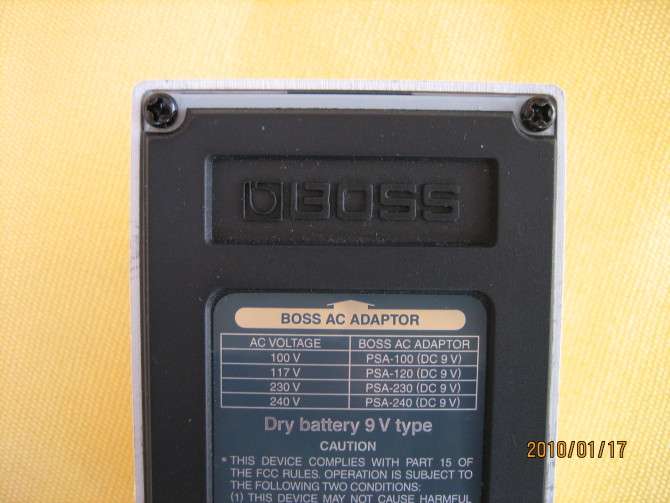 BOSS
BOSS AC ADAPTOR
AC VOLTAGE BOSS AC ADAPTOR
100 V PSA-100 (DC 9 V)
117 V PSA-120 (DC 9 V)
230 V PSA-230 (DC 9 V)
240 V PSA-240 (DC 9 V)
Dry battery 9 V type
CAUTION
* THIS DEVICE COMPLIES WITH PART 15 OF
THE FCC RULES. OPERATION IS SUBJECT TO
THE FOLLOWING TWO CONDITIONS:
(1) THIS DEVICE MAY NOT CAUSE HARMFUL
2010/01/17